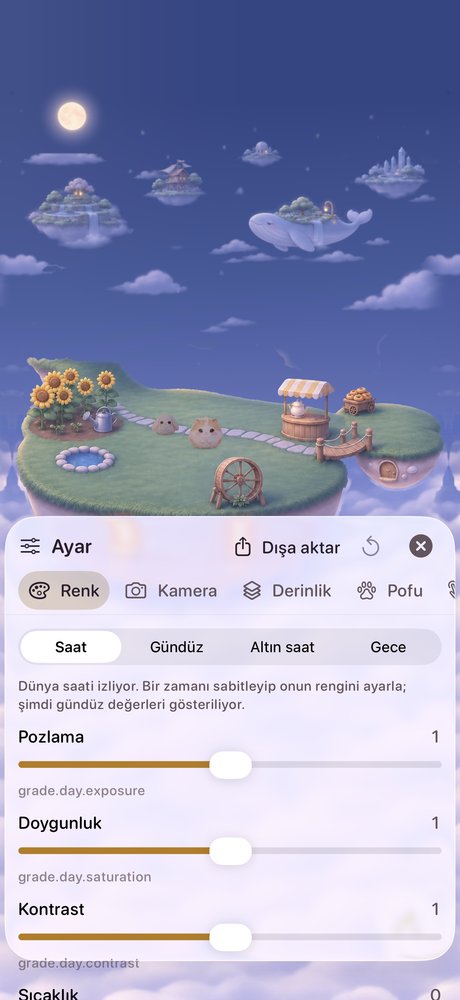 Ayar
Dışa aktar
Renk
Kamera
Derinlik
Pofu
Saat
Gündüz
Altın saat
Gece
Dünya saati izliyor. Bir zamanı sabitleyip onun rengini ayarla;
şimdi gündüz değerleri gösteriliyor.
Pozlama 1
grade.day.exposure
Doygunluk 1
grade.day.saturation
Kontrast 1
grade.day.contrast
Sıcaklık 0